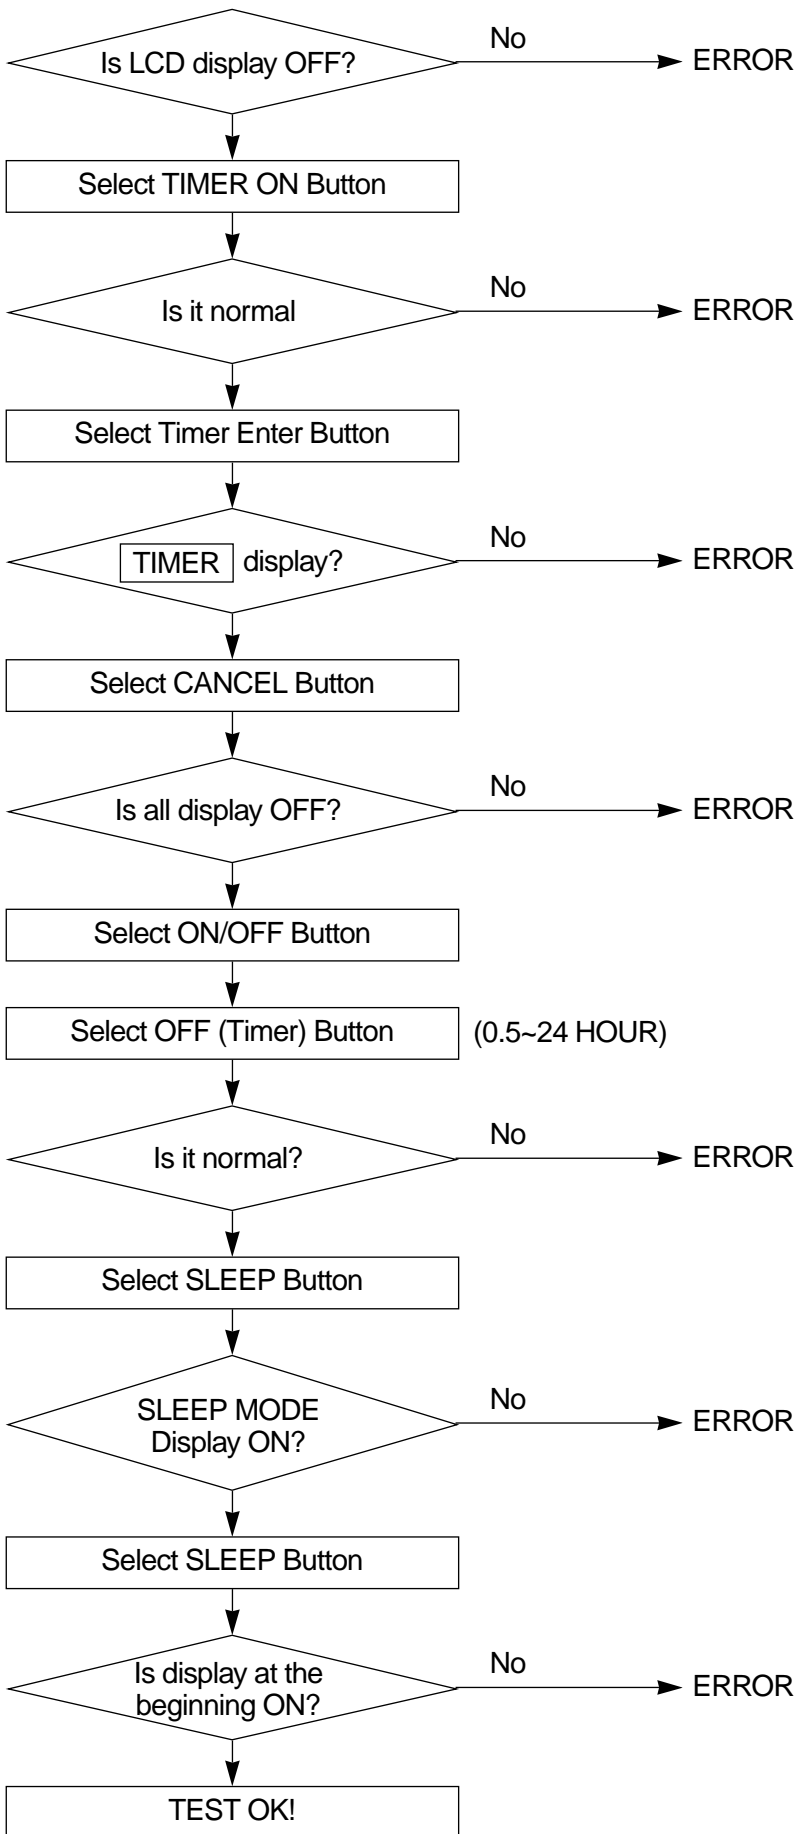 Is LCD display OFF?
No
ERROR
Select TIMER ON Button
Is it normal
No
ERROR
Select Timer Enter Button
TIMER display?
No
ERROR
Select CANCEL Button
Is all display OFF?
No
ERROR
Select ON/OFF Button
Select OFF (Timer) Button (0.5~24 HOUR)
Is it normal?
No
ERROR
Select SLEEP Button
SLEEP MODE
Display ON?
No
ERROR
Select SLEEP Button
Is display at the
beginning ON?
No
ERROR
TEST OK!